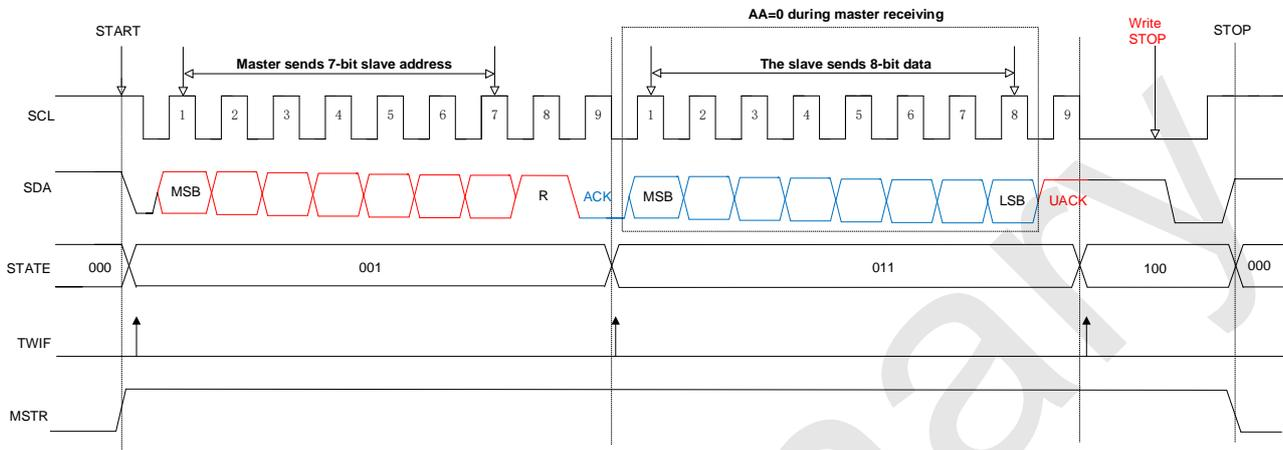 AA=0 during master receiving
START
Write
STOP
STOP
Master sends 7-bit slave address
The slave sends 8-bit data
SCL
1 2 3 4 5 6 7 8 9 1 2 3 4 5 6 7 8 9
SDA
MSB R ACK MSB LSB UACK
STATE 000 001 011 100 000
TWIF
MSTR